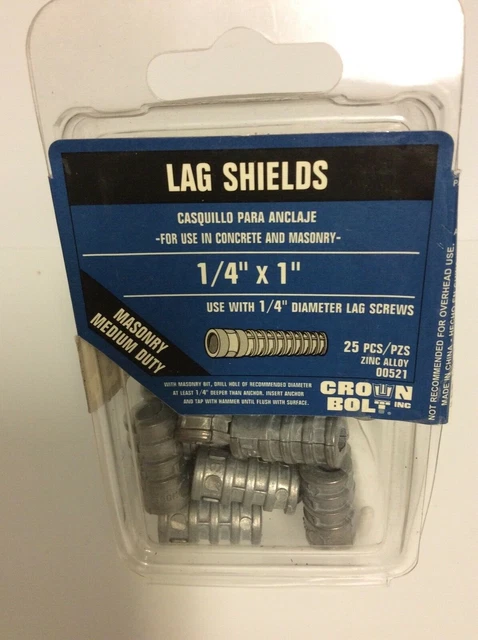 LAG SHIELDS
CASQUILLO PARA ANCLAJE
-FOR USE IN CONCRETE AND MASONRY-
1/4" x 1"
USE WITH 1/4" DIAMETER LAG SCREWS
MASONRY
MEDIUM DUTY
25 PCS/PZS
ZINC ALLOY
00521
WITH MASONRY BIT, DRILL HOLE OF RECOMMENDED DIAMETER
AT LEAST 1/4" DEEPER THAN ANCHOR. INSERT ANCHOR
AND TAP WITH HAMMER UNTIL FLUSH WITH SURFACE.
CROWN
BOLT INC
NOT RECOMMENDED FOR OVERHEAD USE.
MADE IN CHINA - HECHO EN